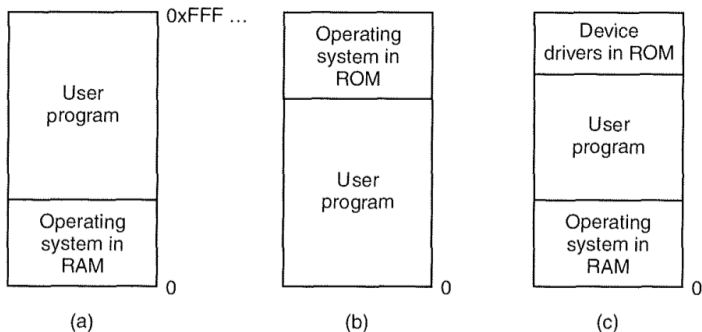 0xFFF ...
User
program
Operating
system in
RAM
0
(a)
Operating
system in
ROM
User
program
0
(b)
Device
drivers in ROM
User
program
Operating
system in
RAM
0
(c)